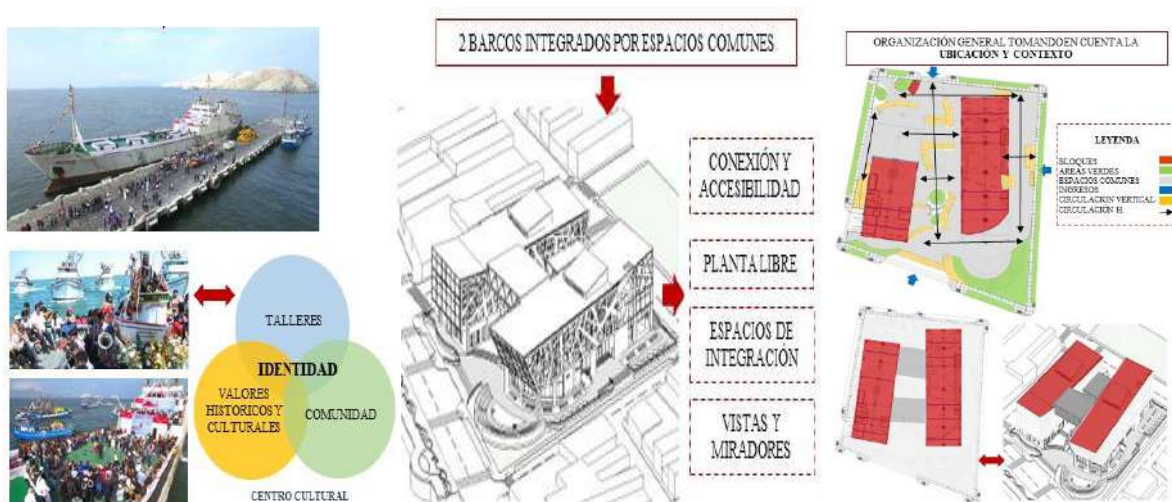 2 BARCOS INTEGRADOS POR ESPACIOS COMUNES
TALLERES
IDENTIDAD
VALORES
HISTÓRICOS Y
CULTURALES
COMUNIDAD
CENTRO CULTURAL
CONEXIÓN Y
ACCESIBILIDAD
PLANTA LIBRE
ESPACIOS DE
INTEGRACIÓN
VISTAS Y
MIRADORES
ORGANIZACIÓN GENERAL TOMANDO EN CUENTA LA
UBICACIÓN Y CONTEXTO
LEYENDA
BLOQUES
AREAS VERDES
ESPACIOS COMUNES
INGRESOS
CIRCULACION VERTICAL
CIRCULACION H.